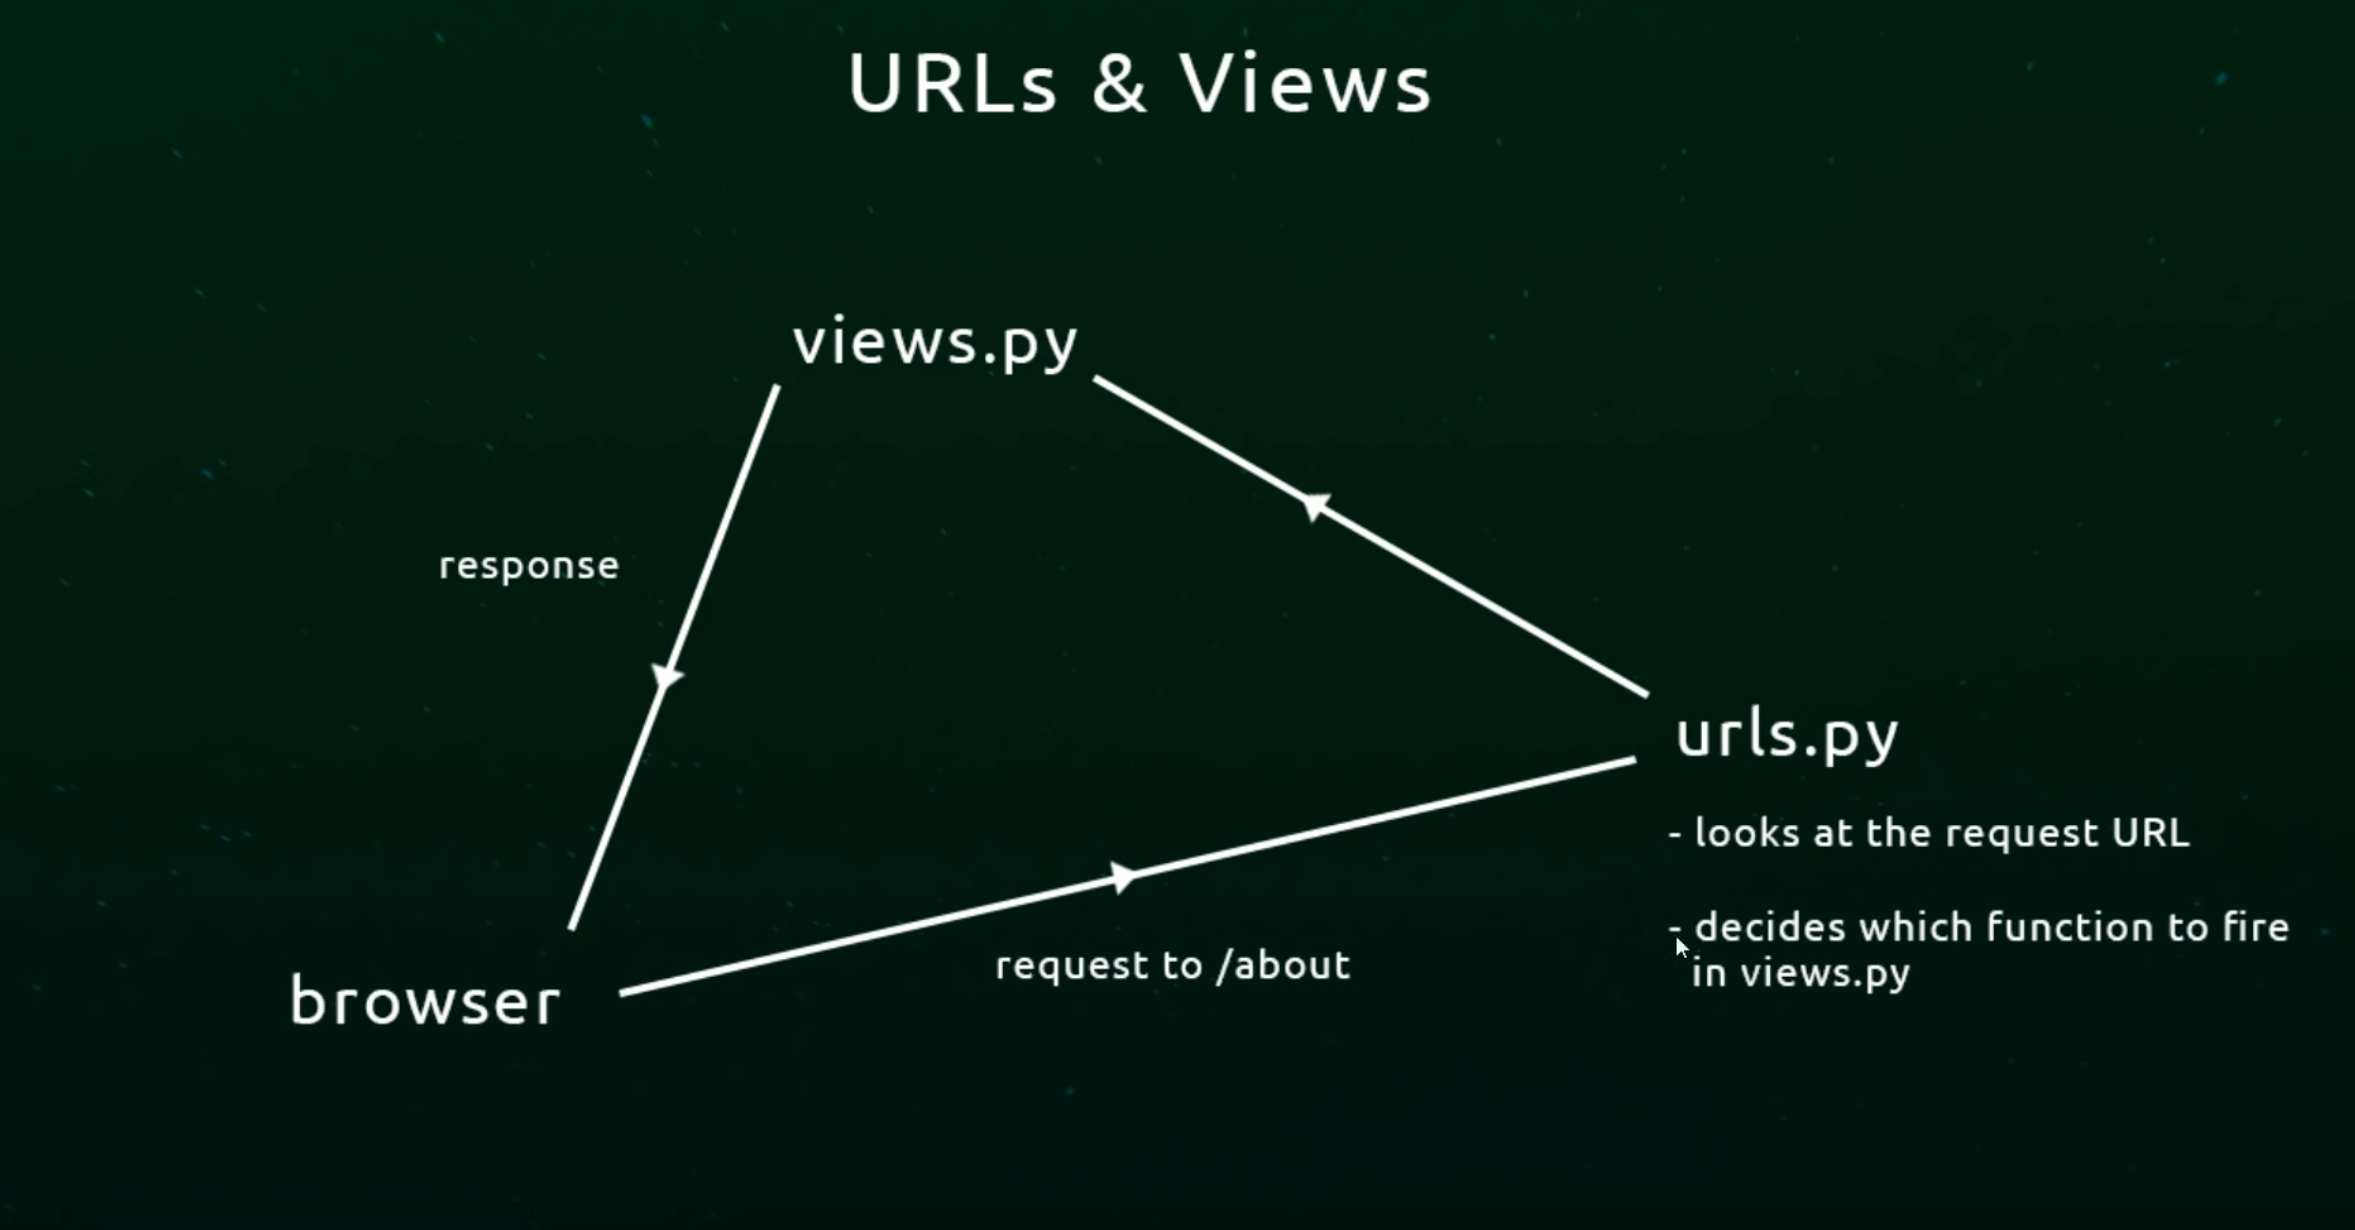 URLs & Views
views.py
response
urls.py
- looks at the request URL
- decides which function to fire
in views.py
request to /about
browser